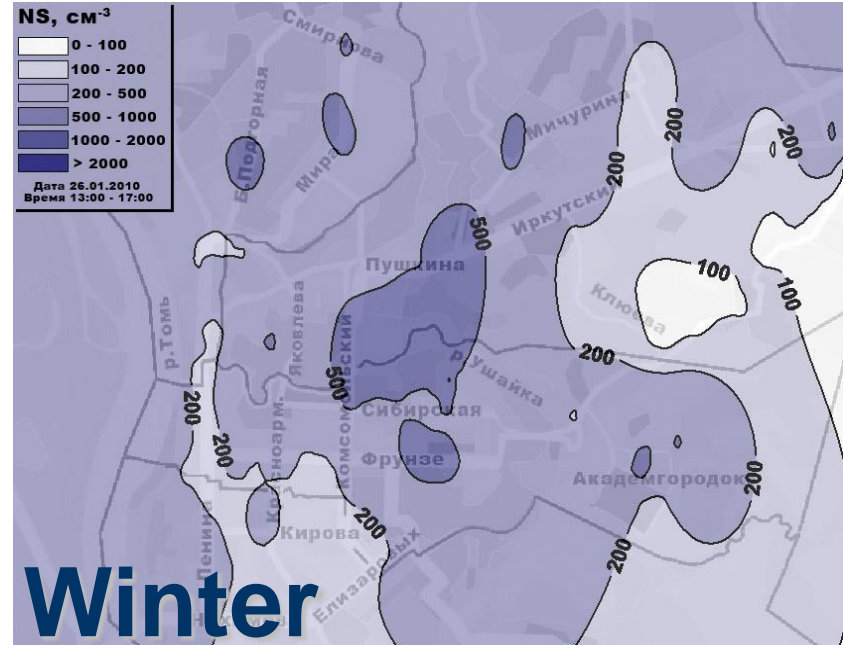 NS, см-3
0 - 100
100 - 200
200 - 500
500 - 1000
1000 - 2000
> 2000
Дата 26.01.2010
Время 13:00 - 17:00
Смирнова
Б.Подгорная
Мира
Мичурина
200
200
200
Иркутский
500
Пушкина
100
100
Клюева
р.Томь
Яковлева
Комсомольский
р.Ушайка
200
500
200
Сибирская
Красноарм.
200
Фрунзе
Академгородок
200
200
Кирова
200
Ленина
Елизаровых
Winter